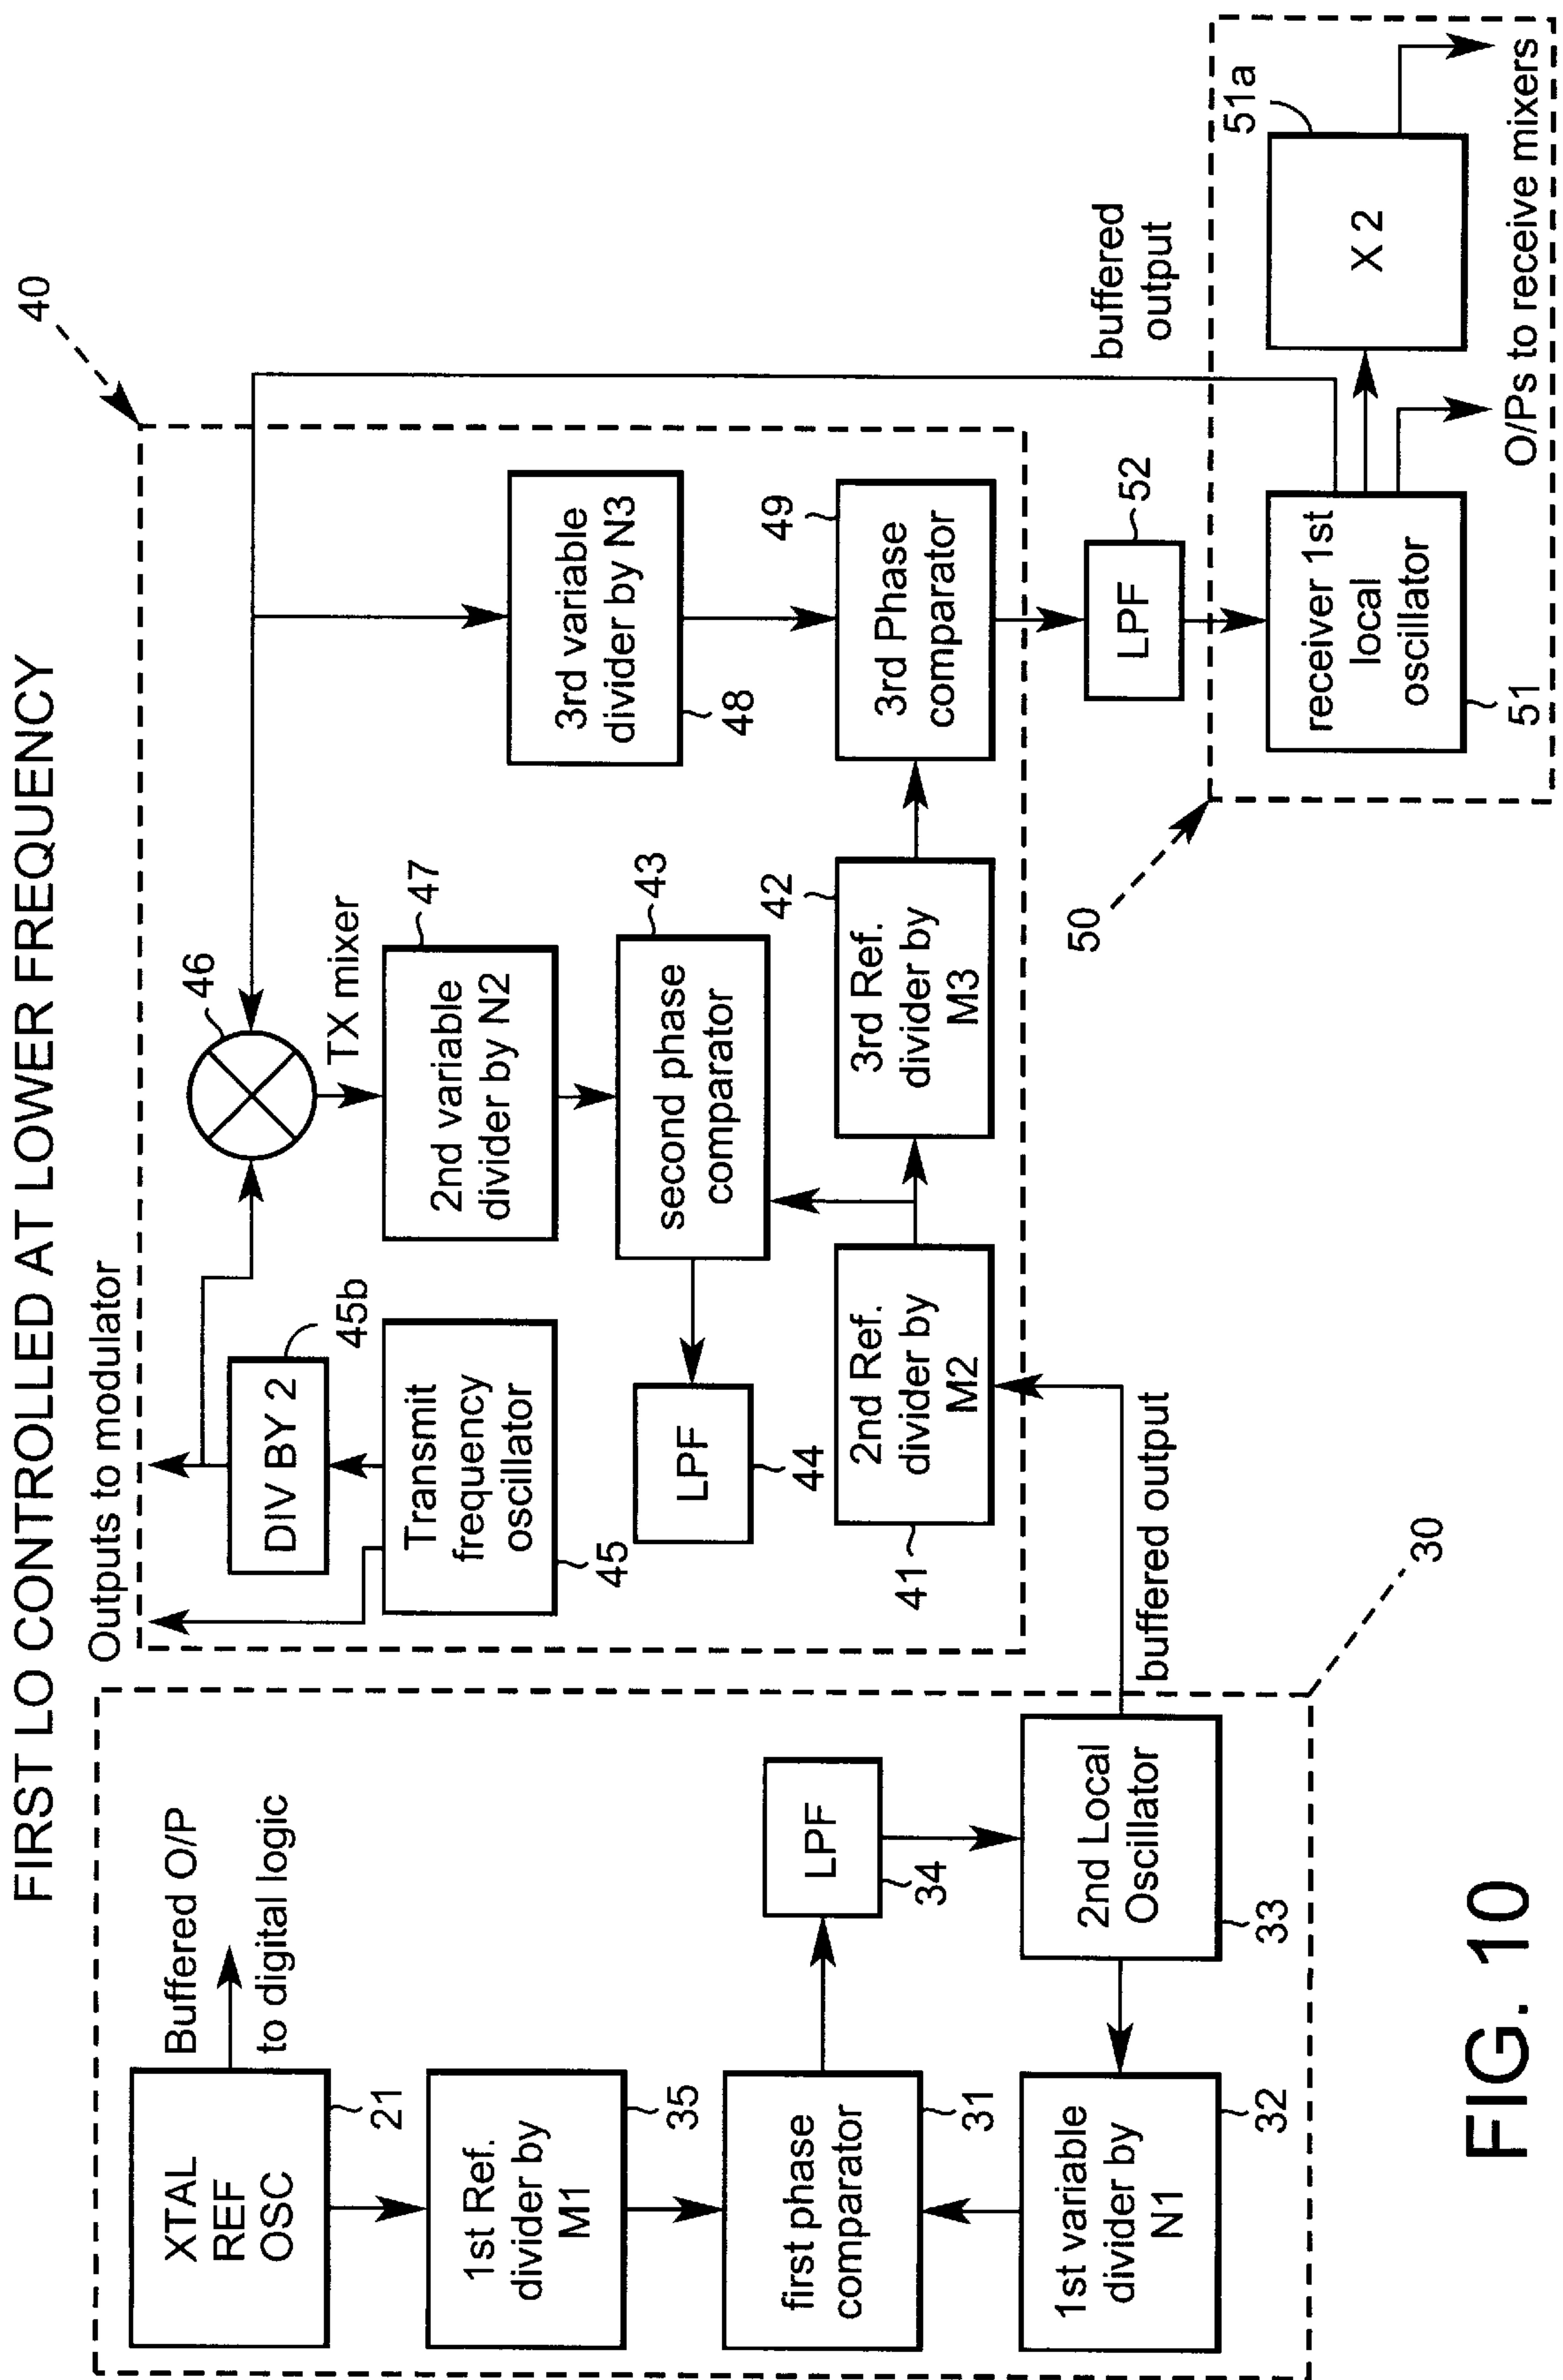 FIRST LO CONTROLLED AT LOWER FREQUENCY
Buffered O/P
to digital logic
XTAL
REF
OSC
21
1st Ref.
divider by
M1
35
first phase
comparator
31
1st variable
divider by
N1
32
LPF
34
2nd Local
Oscillator
33
buffered output
30
40
Outputs to modulator
DIV BY 2
45b
Transmit
frequency
oscillator
45
LPF
44
2nd Ref.
divider by
M2
41
46
TX mixer
2nd variable
divider by N2
47
second phase
comparator
43
3rd Ref.
divider by
M3
42
3rd variable
divider by N3
48
3rd Phase
comparator
49
LPF
52
buffered
output
50
receiver 1st
local
oscillator
51
X 2
51a
O/Ps to receive mixers
FIG. 10